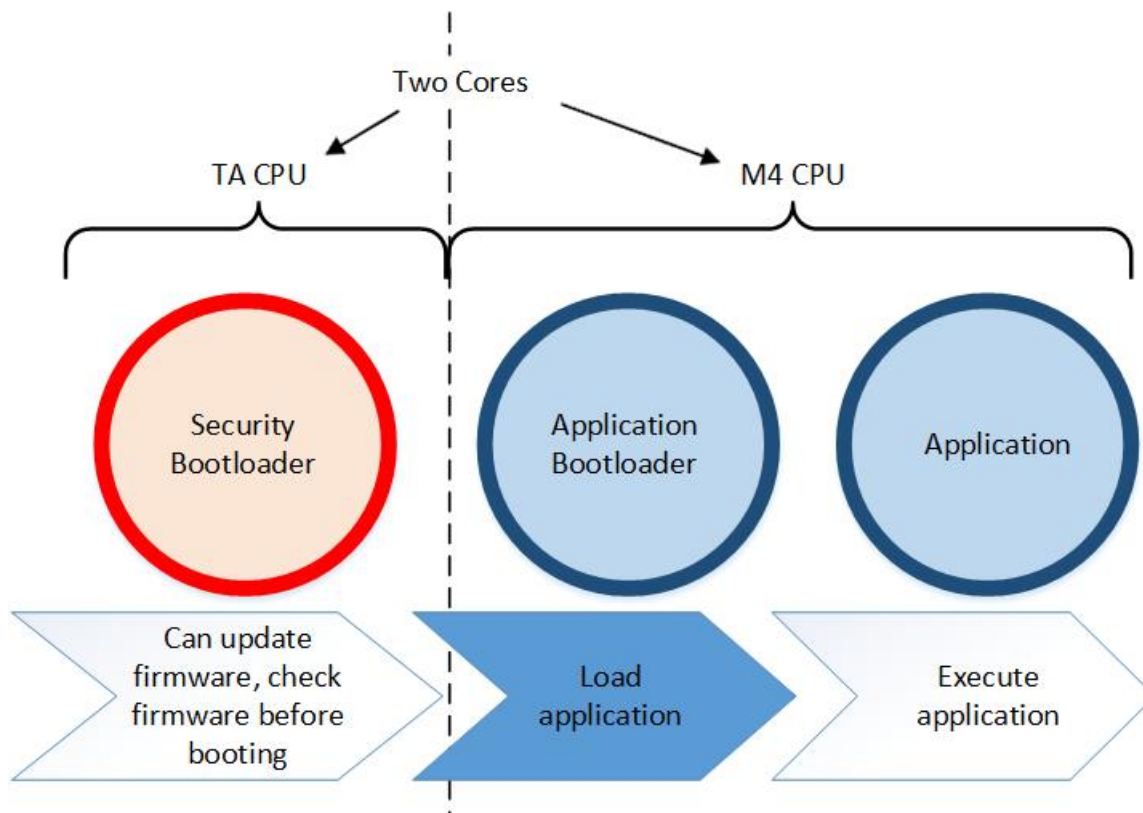 Two Cores
TA CPU
M4 CPU
Security
Bootloader
Application
Bootloader
Application
Can update
firmware, check
firmware before
booting
Load
application
Execute
application